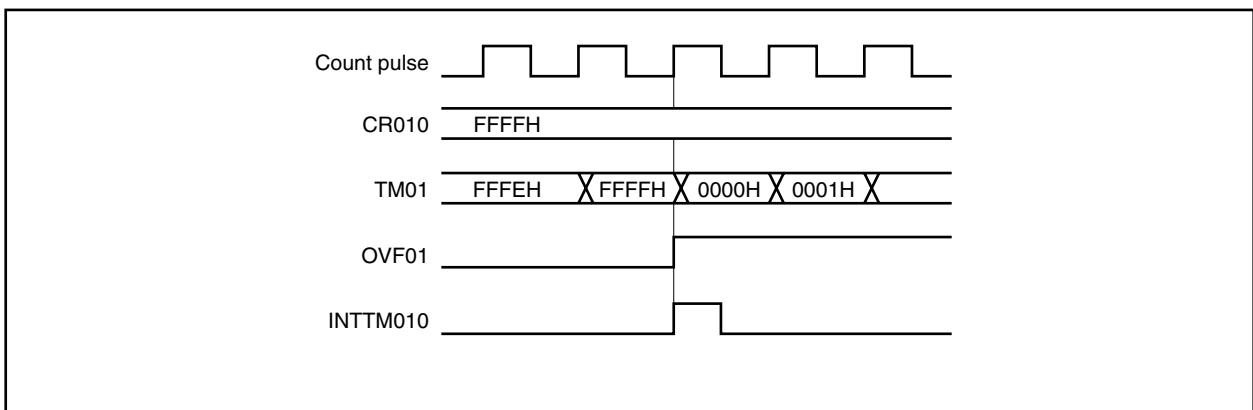 Count pulse
CR010 FFFFH
TM01 FFFEH FFFFH 0000H 0001H
OVF01
INTTM010